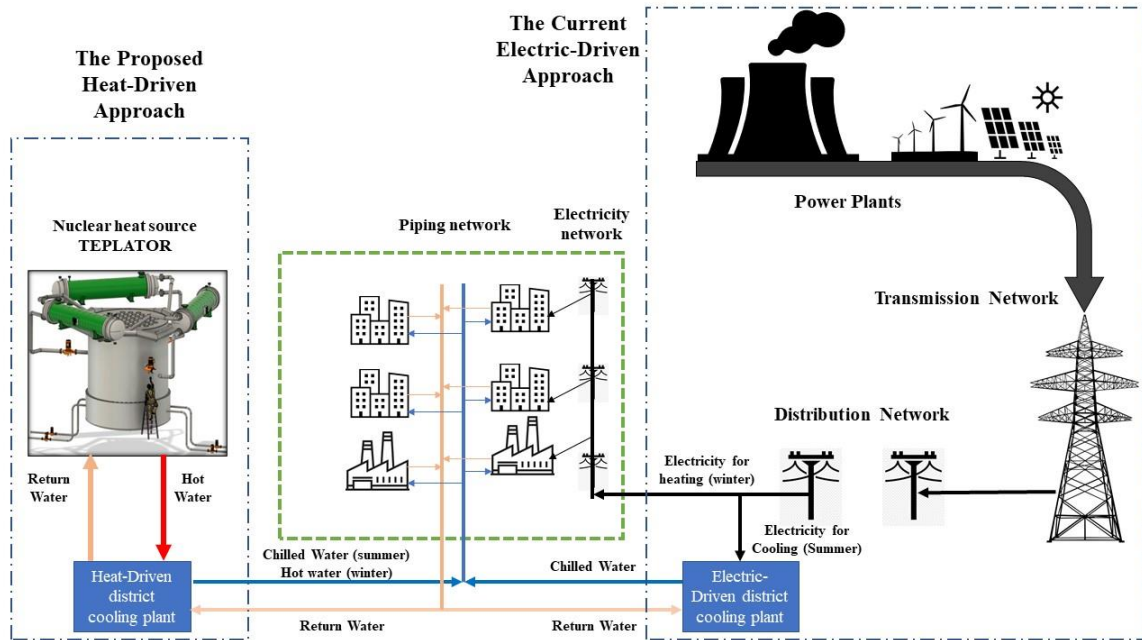 The Proposed
Heat-Driven
Approach
The Current
Electric-Driven
Approach
Power Plants
Nuclear heat source
TEPLATOR
Piping network
Electricity
network
Transmission Network
Distribution Network
Return
Water
Hot
Water
Electricity for
heating (winter)
Electricity for
Cooling (Summer)
Chilled Water (summer)
Hot water (winter)
Chilled Water
Heat-Driven
district
cooling plant
Electric-
Driven district
cooling plant
Return Water
Return Water